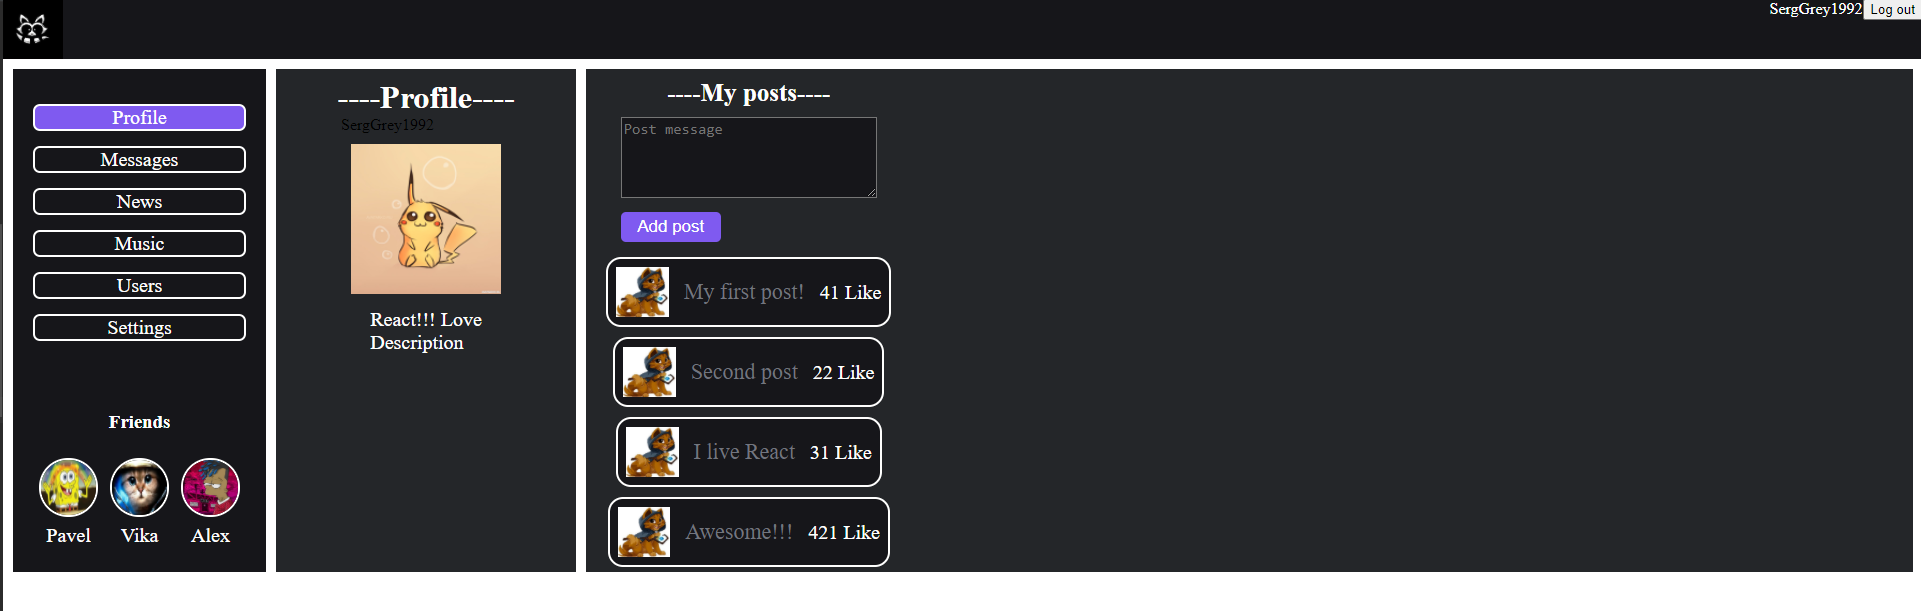 SergGrey1992 Log out
Profile
Messages
News
Music
Users
Settings
Friends
Pavel Vika Alex
----Profile----
SergGrey1992
React!!! Love
Description
----My posts----
Post message
Add post
My first post! 41 Like
Second post 22 Like
I live React 31 Like
Awesome!!! 421 Like